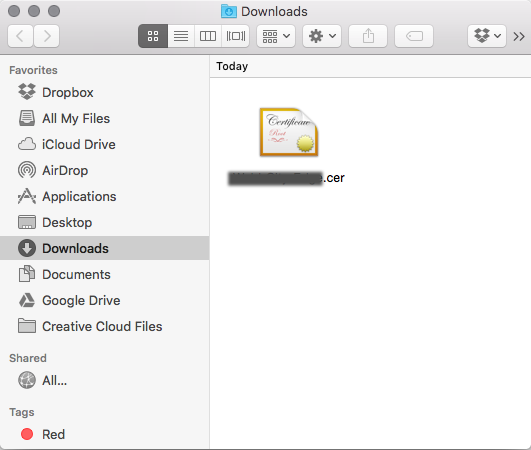 Downloads
Favorites
Dropbox
All My Files
iCloud Drive
AirDrop
Applications
Desktop
Downloads
Documents
Google Drive
Creative Cloud Files
Shared
All...
Tags
Red
Today
Certificate
Root
.cer